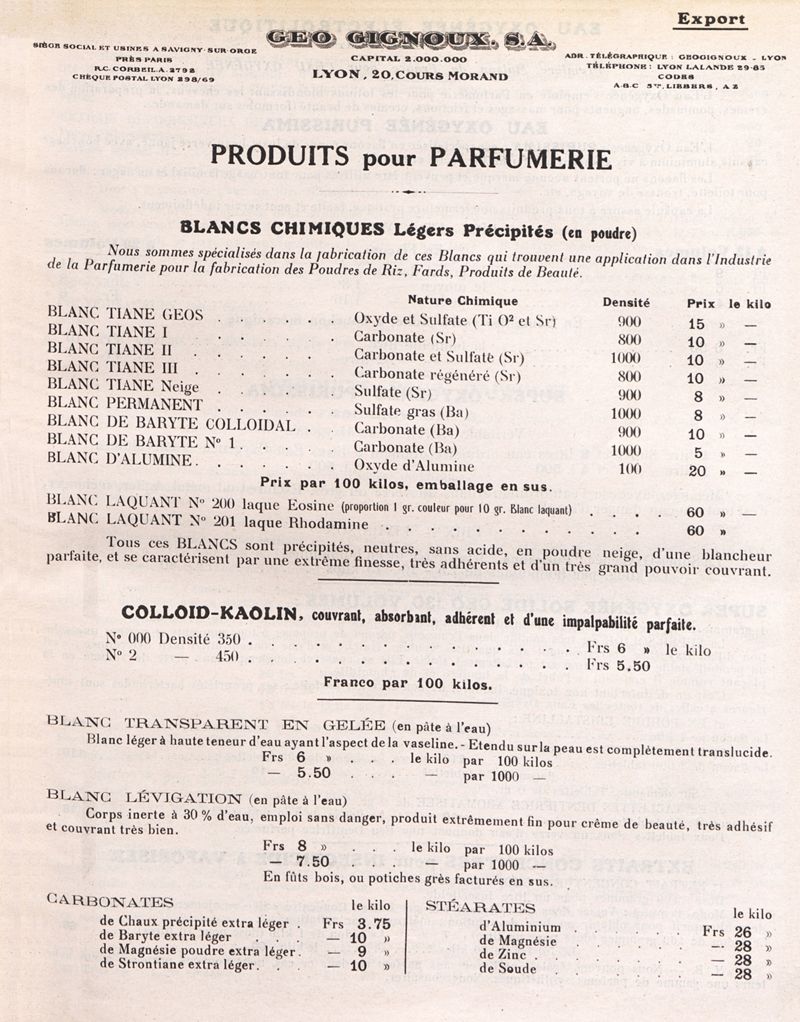 Export
GEO GIGNOUX. S.A.
SIÈGE SOCIAL ET USINES A SAVIGNY-SUR-ORGE
PRÈS PARIS
R.C. CORBEIL A. 2792
CHÈQUE POSTAL LYON 298/69
CAPITAL 2.000.000
LYON, 20, COURS MORAND
ADR. TÉLÉGRAPHIQUE : GEOGIGNOUX - LYON
TÉLÉPHONE : LYON LALANDE 29-85
CODES
A.B.C 5me, LIBBERS, A Z
PRODUITS pour PARFUMERIE
BLANCS CHIMIQUES Légers Précipités (en poudre)
Nous sommes spécialisés dans la fabrication de ces Blancs qui trouvent une application dans l'Industrie
de la Parfumerie pour la fabrication des Poudres de Riz, Fards, Produits de Beauté.
Nature Chimique Densité Prix le kilo
BLANC TIANE GEOS . . . . . . Oxyde et Sulfate (Ti O² et Sr) 900 15 » —
BLANC TIANE I . . . . . . Carbonate (Sr) 800 10 » —
BLANC TIANE II . . . . . Carbonate et Sulfate (Sr) 1000 10 » —
BLANC TIANE III . . . . . Carbonate régénéré (Sr) 800 10 » —
BLANC TIANE Neige . . . . . Sulfate (Sr) 900 8 » —
BLANC PERMANENT . . . . . Sulfate gras (Ba) 1000 8 » —
BLANC DE BARYTE COLLOIDAL . . Carbonate (Ba) 900 10 » —
BLANC DE BARYTE No 1 . . . . Carbonate (Ba) 1000 5 » —
BLANC D'ALUMINE . . . . . Oxyde d'Alumine 100 20 » —
Prix par 100 kilos, emballage en sus.
BLANC LAQUANT No 200 laque Eosine (proportion 1 gr. couleur pour 10 gr. Blanc laquant) . . . . 60 » —
BLANC LAQUANT No 201 laque Rhodamine . . . . . . . . . . . . 60 »
Tous ces BLANCS sont précipités, neutres, sans acide, en poudre neige, d'une blancheur
parfaite, et se caractérisent par une extrême finesse, très adhérents et d'un très grand pouvoir couvrant.
COLLOID-KAOLIN, couvrant, absorbant, adhérent et d'une impalpabilité parfaite.
No 000 Densité 350 . . . . . . . . . . . . Frs 6 » le kilo
No 2 — 450 . . . . . . . . . . . . Frs 5.50
Franco par 100 kilos.
BLANC TRANSPARENT EN GELÉE (en pâte à l'eau)
Blanc léger à haute teneur d'eau ayant l'aspect de la vaseline. - Etendu sur la peau est complètement translucide.
Frs 6 » . . . le kilo par 100 kilos
— 5.50 . . . — par 1000 —
BLANC LÉVIGATION (en pâte à l'eau)
Corps inerte à 30 % d'eau, emploi sans danger, produit extrêmement fin pour crême de beauté, très adhésif
et couvrant très bien.
Frs 8 » . . . le kilo par 100 kilos
— 7.50 . . . — par 1000 —
En fûts bois, ou potiches grès facturés en sus.
CARBONATES le kilo
de Chaux précipité extra léger . Frs 3.75
de Baryte extra léger . . . — 10 »
de Magnésie poudre extra léger . — 9 »
de Strontiane extra léger . . — 10 »
STÉARATES le kilo
d'Aluminium . . . . . Frs 26 »
de Magnésie . . . . . — 28 »
de Zinc . . . . . . — 28 »
de Soude . . . . . — 28 »